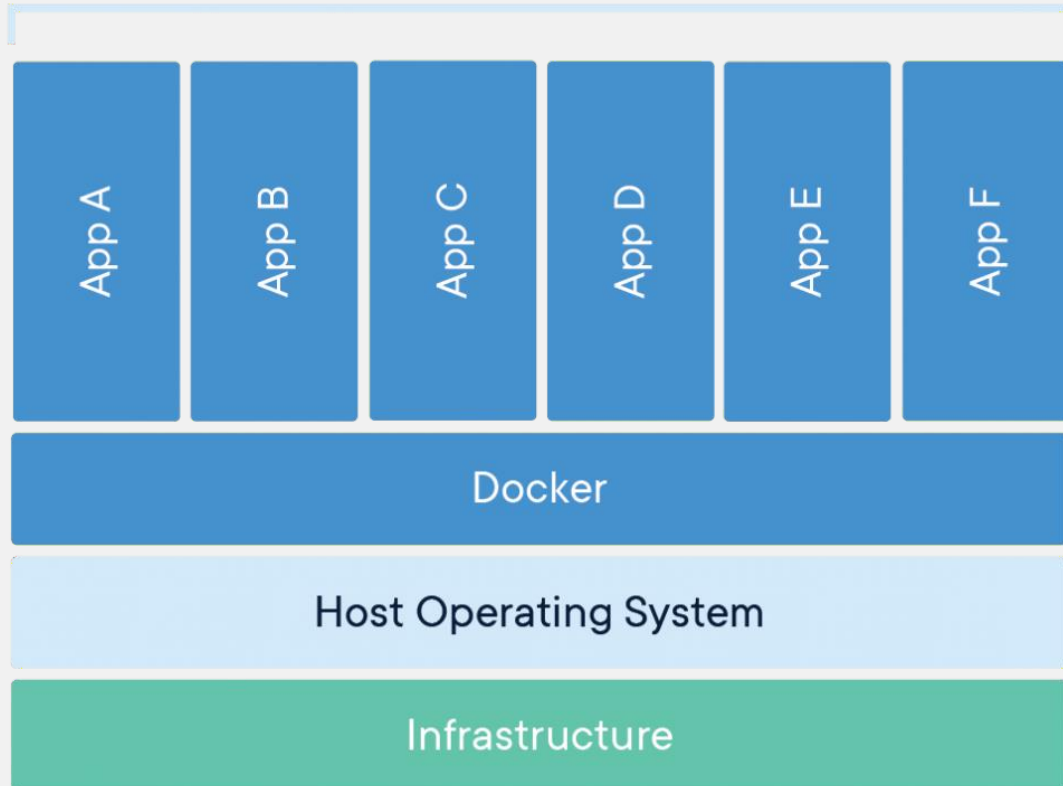 App A
App B
App C
App D
App E
App F
Docker
Host Operating System
Infrastructure